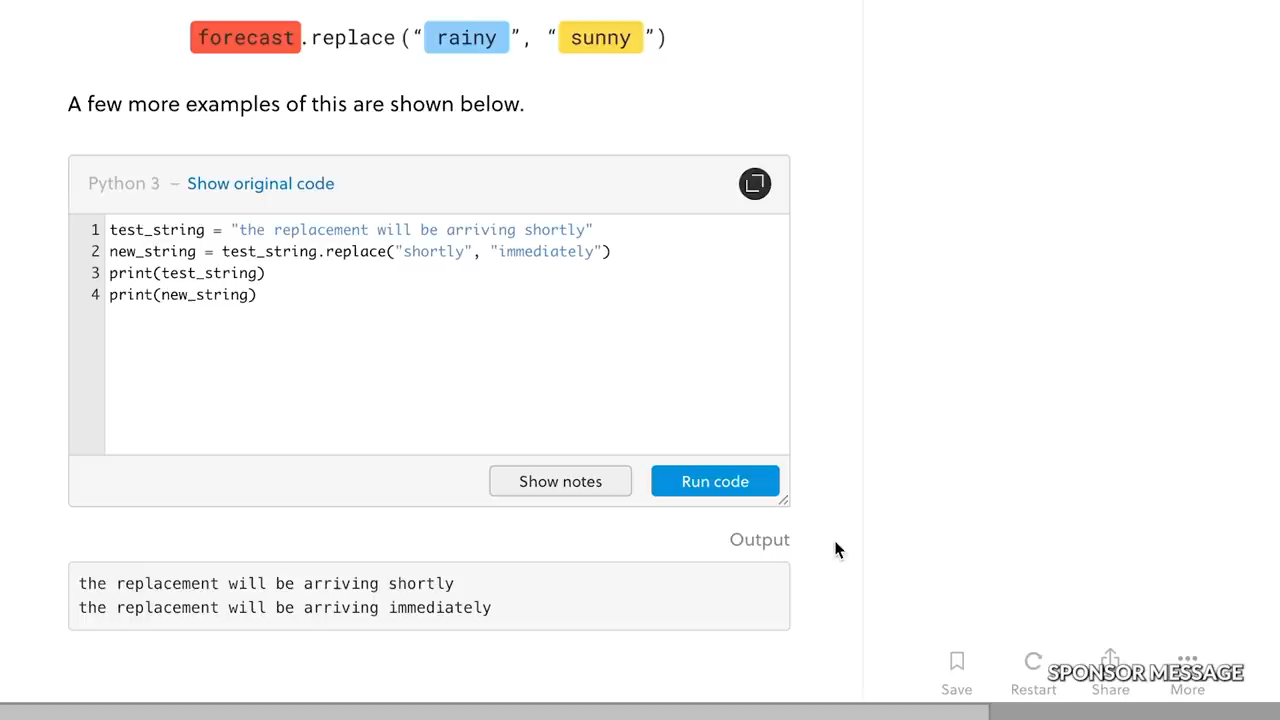 forecast.replace(“rainy”, “sunny”)
A few more examples of this are shown below.
Python 3 – Show original code
1 test_string = "the replacement will be arriving shortly"
2 new_string = test_string.replace("shortly", "immediately")
3 print(test_string)
4 print(new_string)
Show notes
Run code
Output
the replacement will be arriving shortly
the replacement will be arriving immediately
SPONSOR MESSAGE
Save
Restart
Share
More